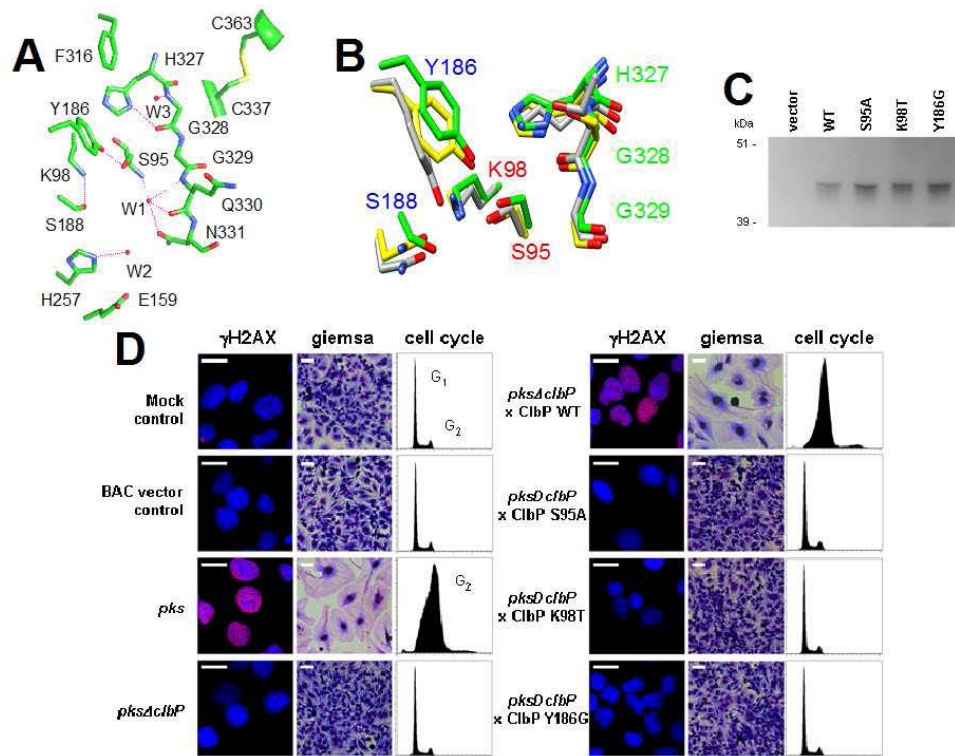 A
F316
H327
C363
Y186
W3
C337
G328
K98
S95
G329
S188
W1
Q330
N331
W2
H257
E159
B
Y186
H327
K98
G328
S188
G329
S95
C
kDa
vector
WT
S95A
K98T
Y186G
51 -
39 -
D
γH2AX giemsa cell cycle
Mock
control
G1
G2
BAC vector
control
pks
G2
pksΔclbP
γH2AX giemsa cell cycle
pksΔclbP
x ClbP WT
pksDclbP
x ClbP S95A
pksDclbP
x ClbP K98T
pksDclbP
x ClbP Y186G